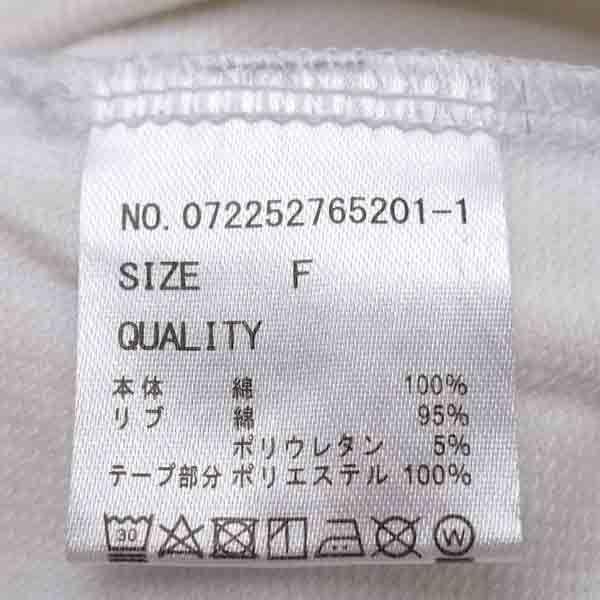 NO. 072252765201-1
SIZE F
QUALITY
本体 綿 100%
リブ 綿 95%
ポリウレタン 5%
テープ部分 ポリエステル 100%
30 W